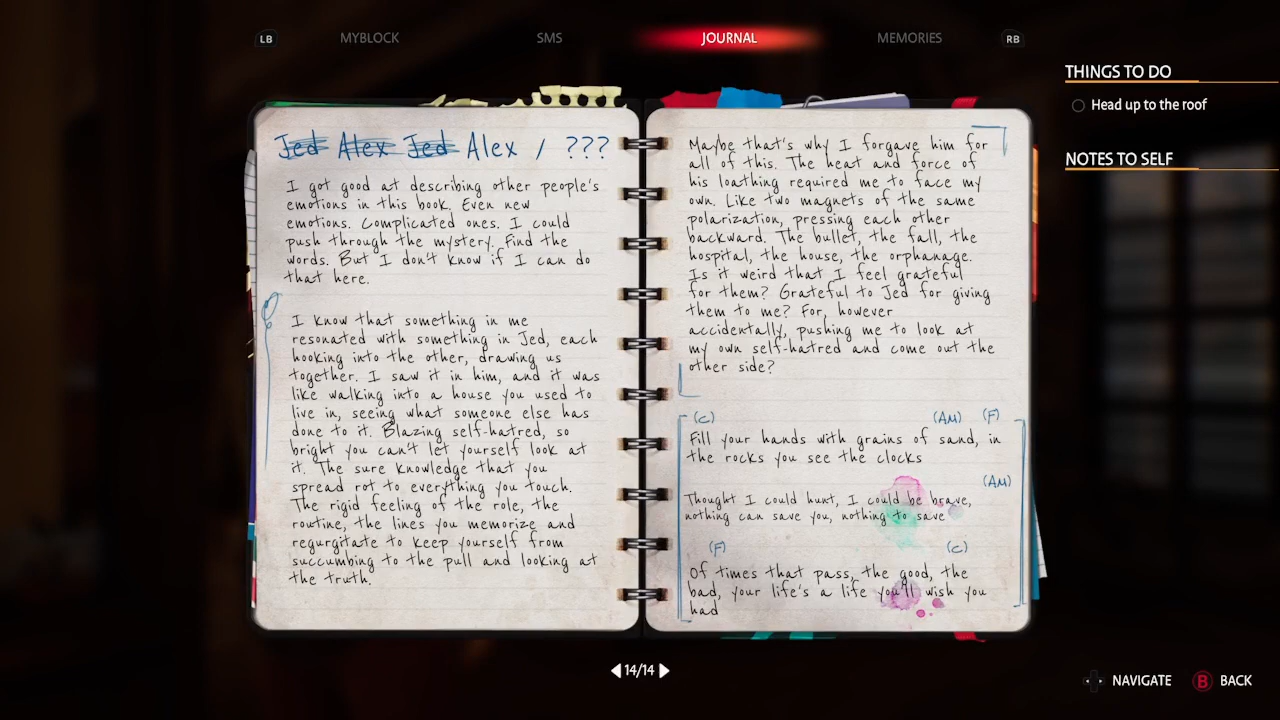 LB
MYBLOCK
SMS
JOURNAL
MEMORIES
RB
Jed Alex Jed Alex / ???
I got good at describing other people's
emotions in this book. Even new
emotions. Complicated ones. I could
push through the mystery. Find the
words. But I don't know if I can do
that here.
I know that something in me
resonated with something in Jed, each
hooking into the other, drawing us
together. I saw it in him, and it was
like walking into a house you used to
live in, seeing what someone else has
done to it. Blazing self-hatred, so
bright you can't let yourself look at
it. The sure knowledge that you
spread rot to everything you touch.
The rigid feeling of the role, the
routine, the lines you memorize and
regurgitate to keep yourself from
succumbing to the pull and looking at
the truth.
Maybe that's why I forgave him for
all of this. The heat and force of
his loathing required me to face my
own. Like two magnets of the same
polarization, pressing each other
backward. The bullet, the fall, the
hospital, the house, the orphanage.
Is it weird that I feel grateful
for them? Grateful to Jed for giving
them to me? For, however
accidentally, pushing me to look at
my own self-hatred and come out the
other side?
(C) (AM) (F)
Fill your hands with grains of sand, in
the rocks you see the clocks
(AM)
Thought I could hunt, I could be brave,
nothing can save you, nothing to save
(F) (C)
Of times that pass, the good, the
bad, your life's a life you'll wish you
had
THINGS TO DO
Head up to the roof
NOTES TO SELF
14/14
NAVIGATE
B BACK